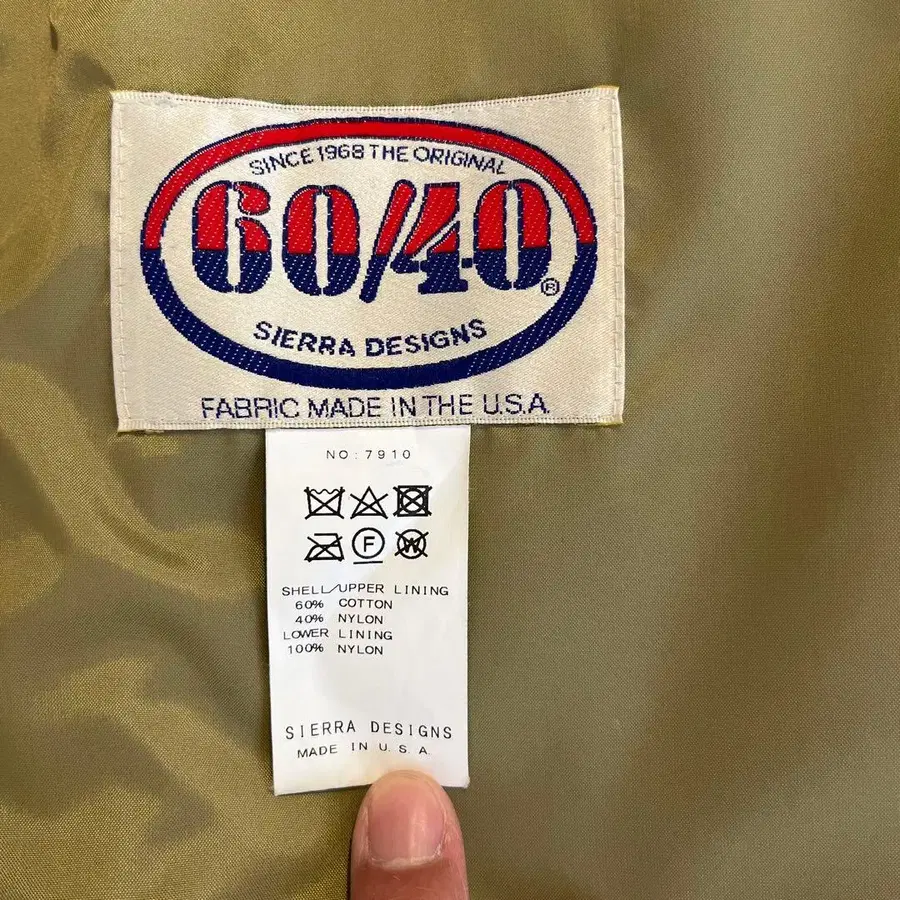 SINCE 1968 THE ORIGINAL
60/40 ®
SIERRA DESIGNS
FABRIC MADE IN THE U.S.A.
NO:7910
F W
SHELL/UPPER LINING
60% COTTON
40% NYLON
LOWER LINING
100% NYLON
SIERRA DESIGNS
MADE IN U.S.A.